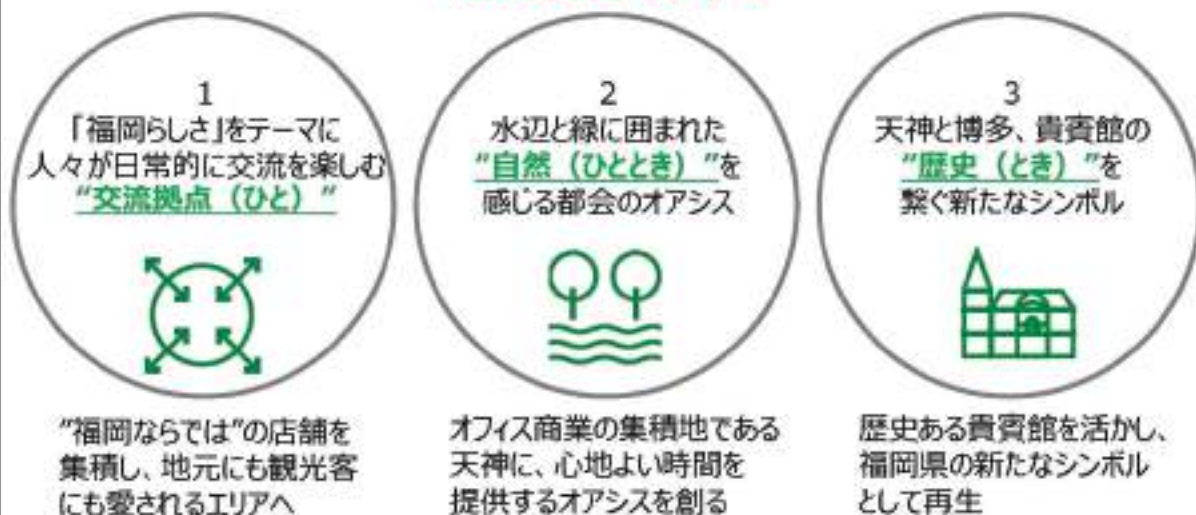 1
「福岡らしさ」をテーマに
人々が日常的に交流を楽しむ
“交流拠点（ひと）”
“福岡ならでは”の店舗を
集積し、地元にも観光客
にも愛されるエリアへ
2
水辺と緑に囲まれた
“自然（ひととき）”を
感じる都会のオアシス
オフィス商業の集積地である
天神に、心地よい時間を
提供するオアシスを創る
3
天神と博多、貴賓館の
“歴史（とき）”を
繋ぐ新たなシンボル
歴史ある貴賓館を活かし、
福岡県の新たなシンボル
として再生